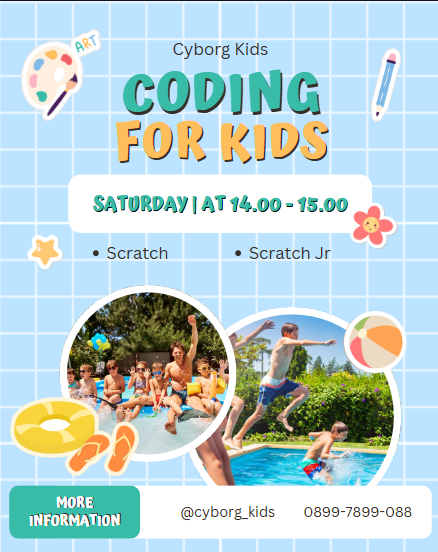 ART
Cyborg Kids
CODING
FOR KIDS
SATURDAY | AT 14.00 - 15.00
• Scratch
• Scratch Jr
MORE
INFORMATION
@cyborg_kids
0899-7899-088